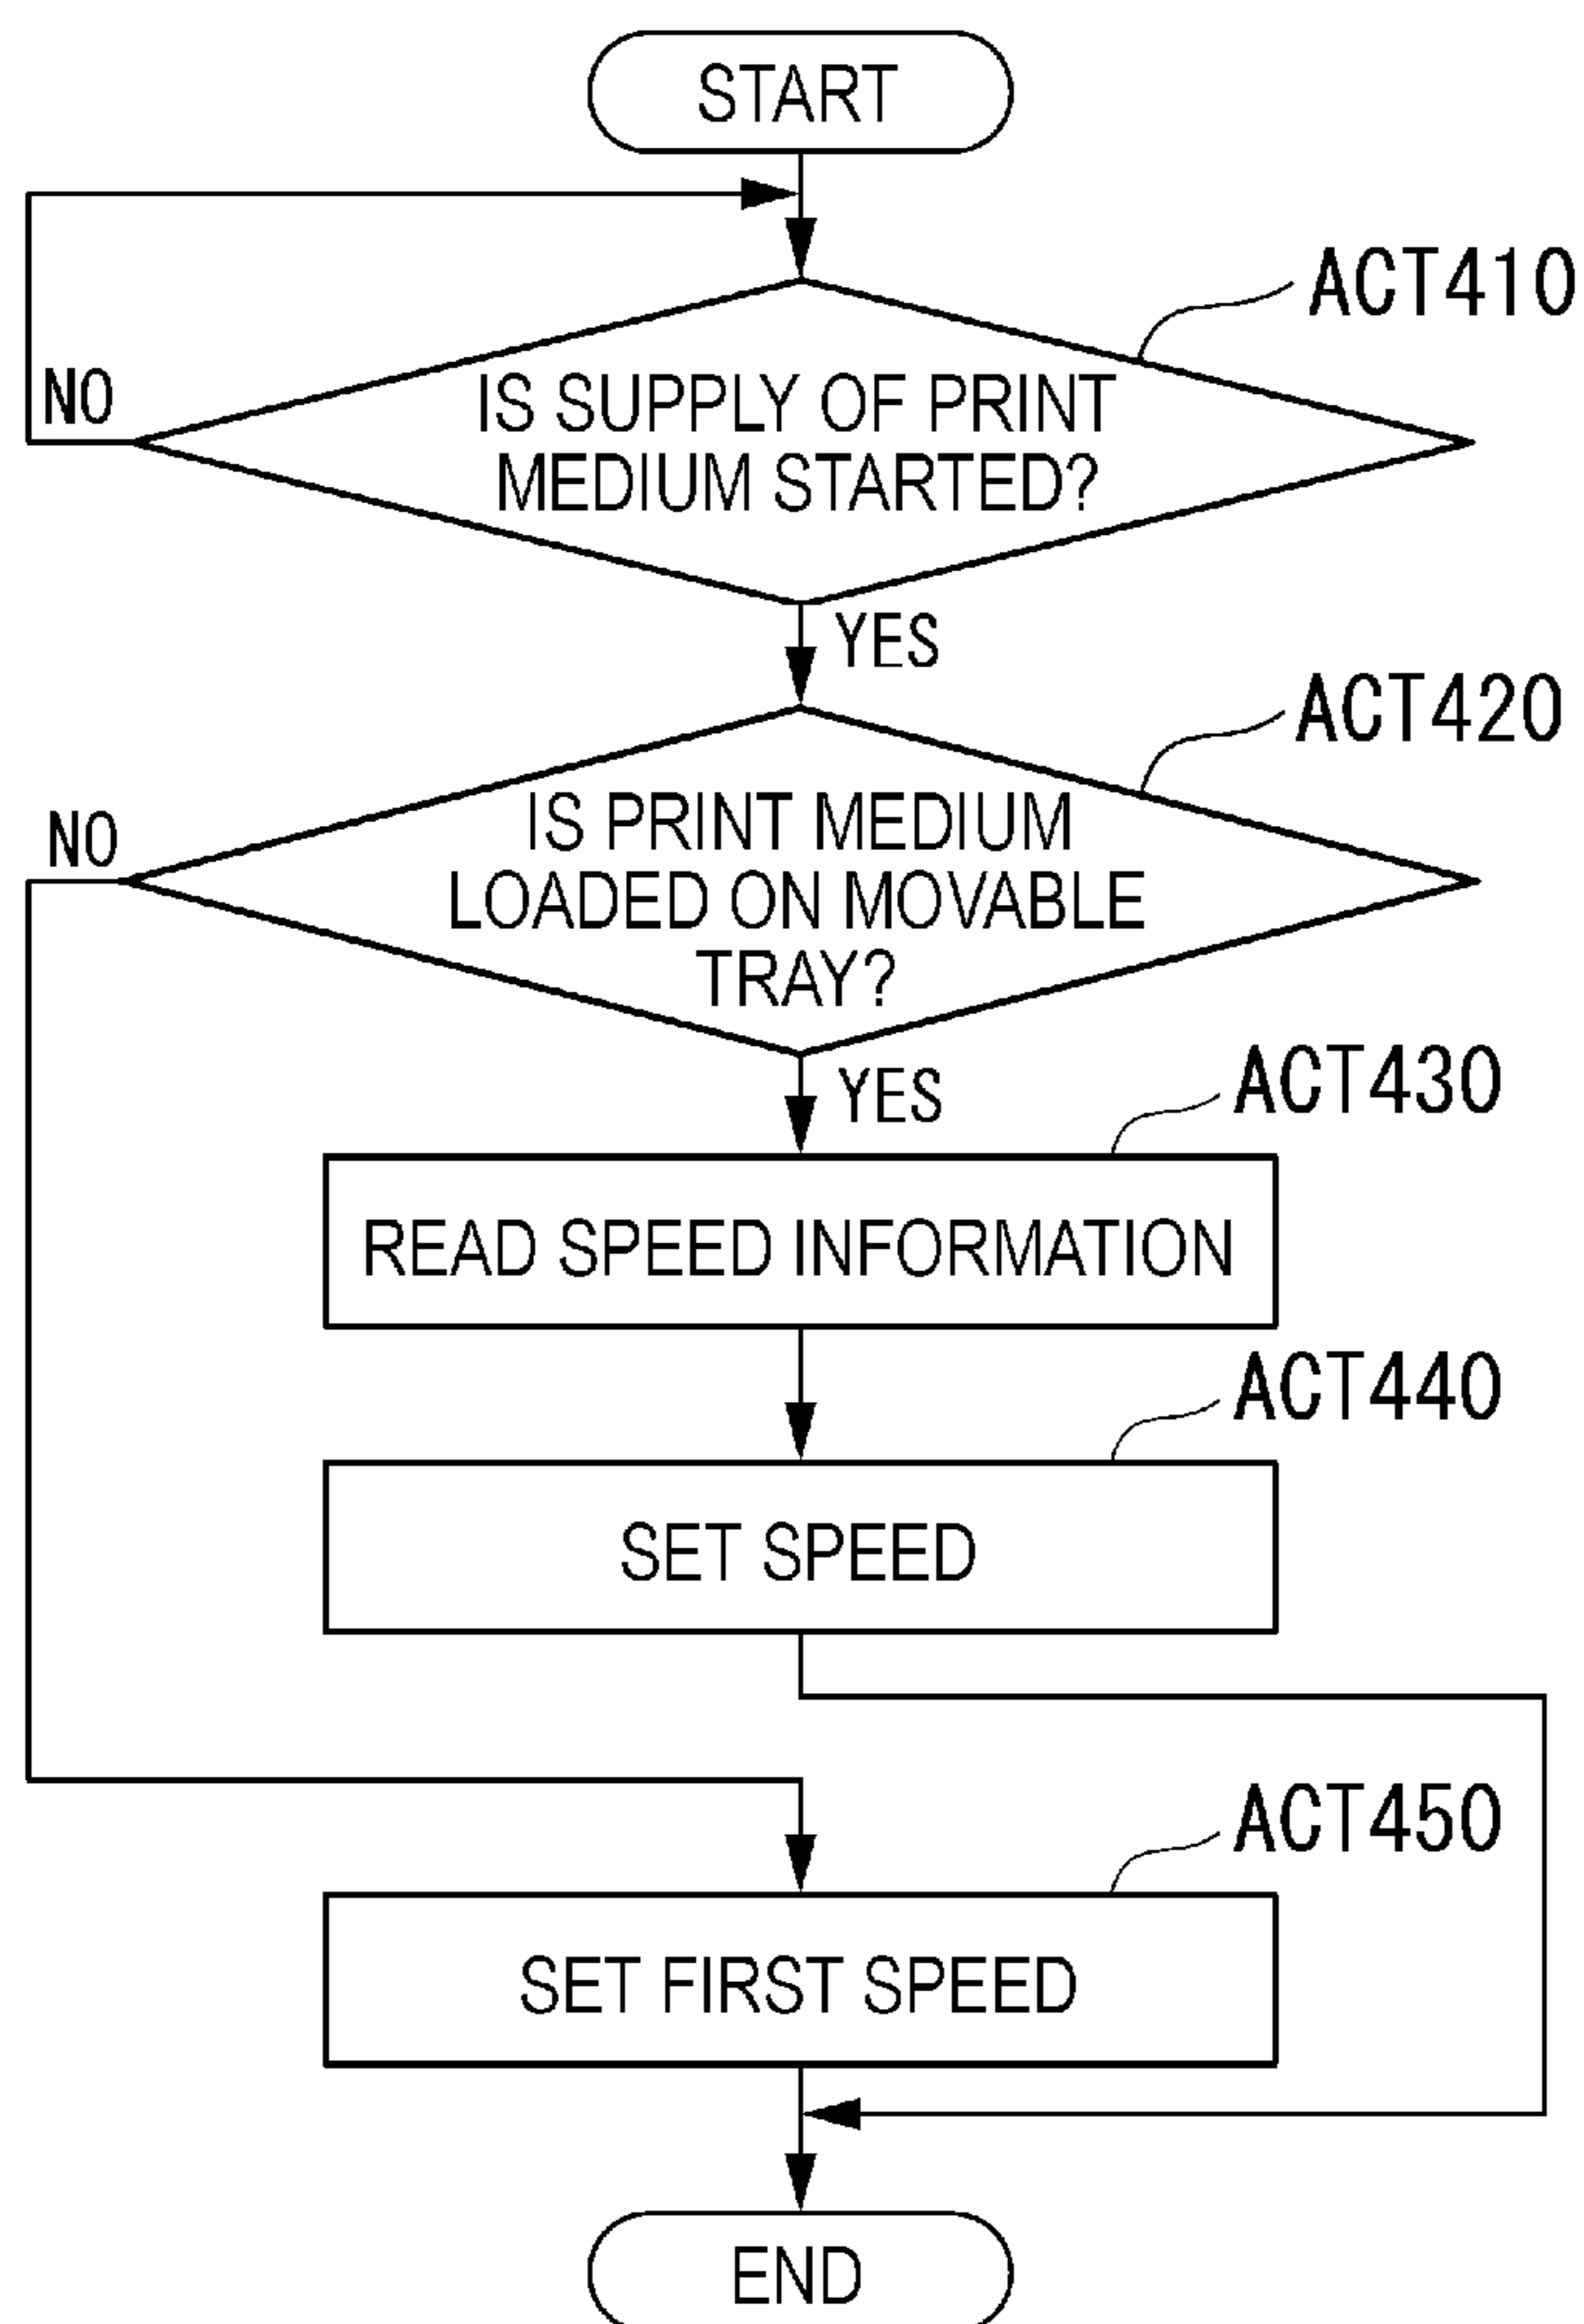 START
ACT410
NO
IS SUPPLY OF PRINT
MEDIUM STARTED?
YES
ACT420
NO
IS PRINT MEDIUM
LOADED ON MOVABLE
TRAY?
YES
ACT430
READ SPEED INFORMATION
ACT440
SET SPEED
ACT450
SET FIRST SPEED
END